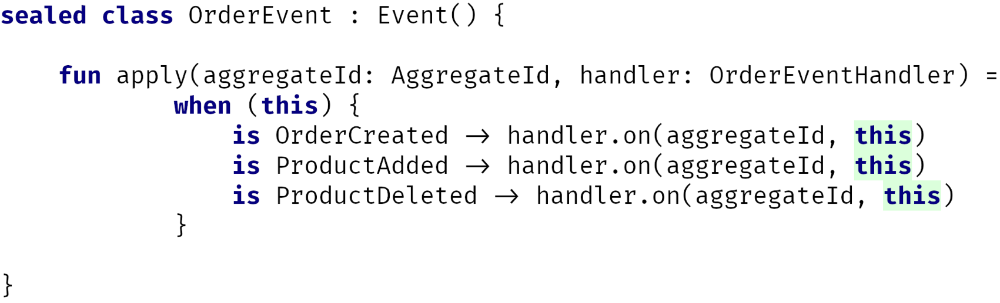 sealed class OrderEvent : Event() {
fun apply(aggregateId: AggregateId, handler: OrderEventHandler) =
when (this) {
is OrderCreated → handler.on(aggregateId, this)
is ProductAdded → handler.on(aggregateId, this)
is ProductDeleted → handler.on(aggregateId, this)
}
}